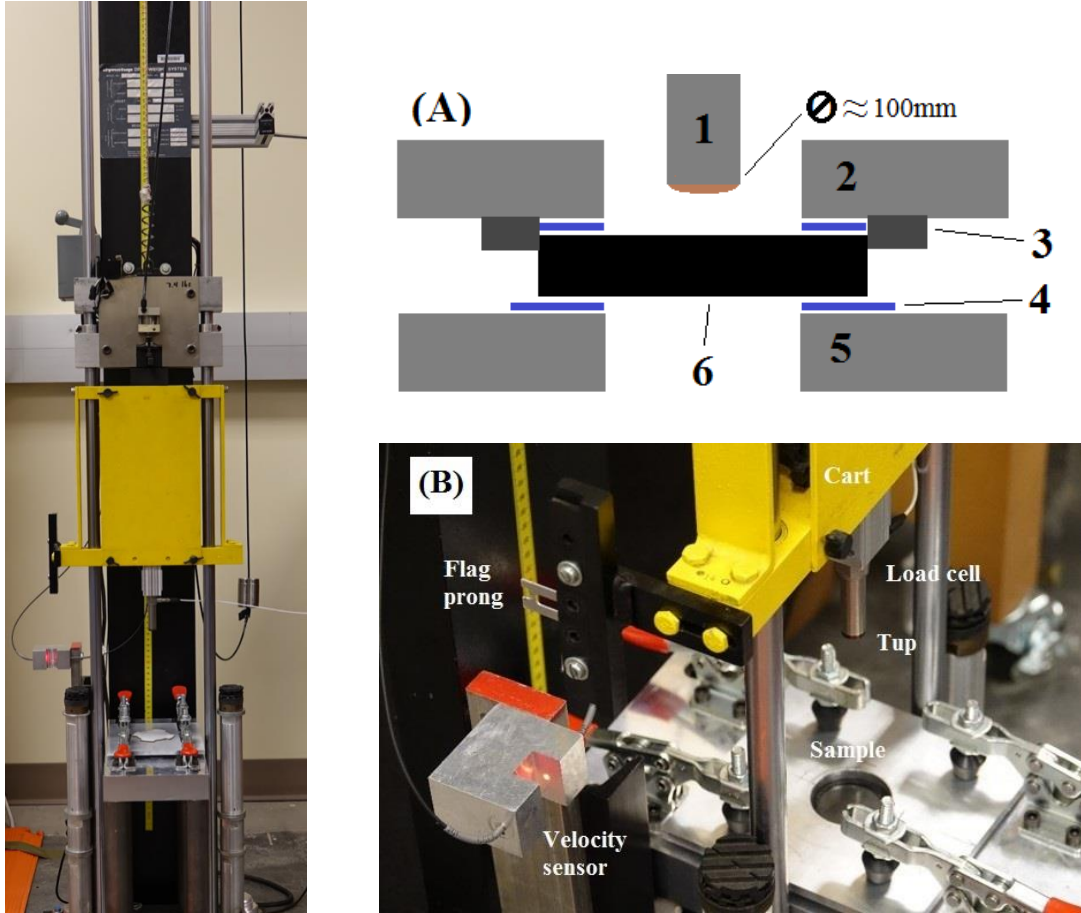 (A)
1
≈ 100mm
2
3
4
5
6
(B)
Cart
Flag
prong
Load cell
Tup
Sample
Velocity
sensor